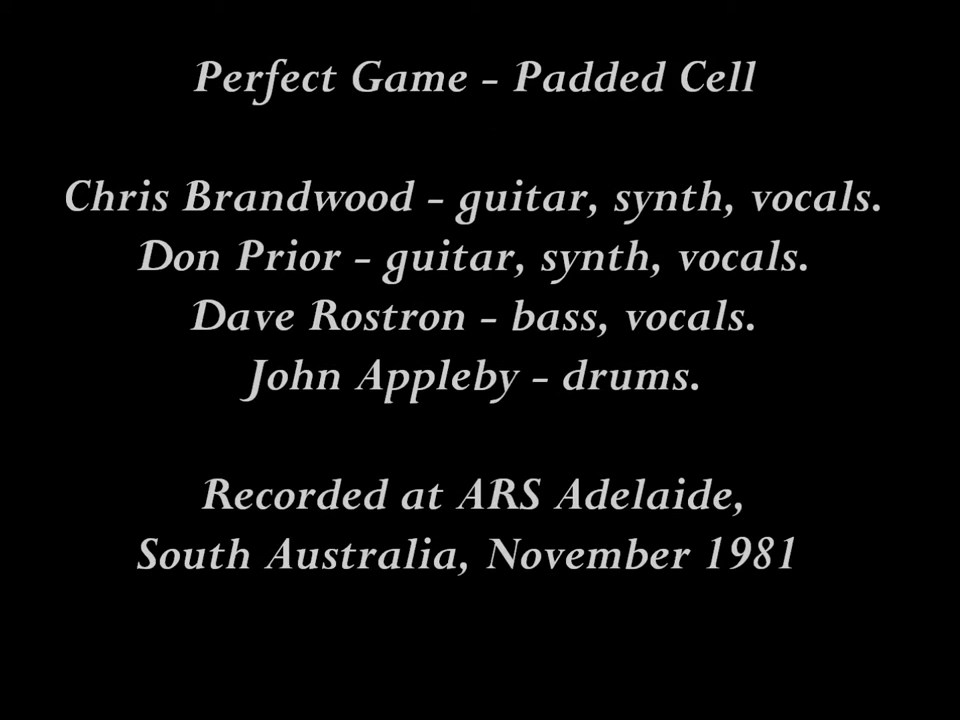 Perfect Game - Padded Cell
Chris Brandwood - guitar, synth, vocals.
Don Prior - guitar, synth, vocals.
Dave Rostron - bass, vocals.
John Appleby - drums.
Recorded at ARS Adelaide,
South Australia, November 1981